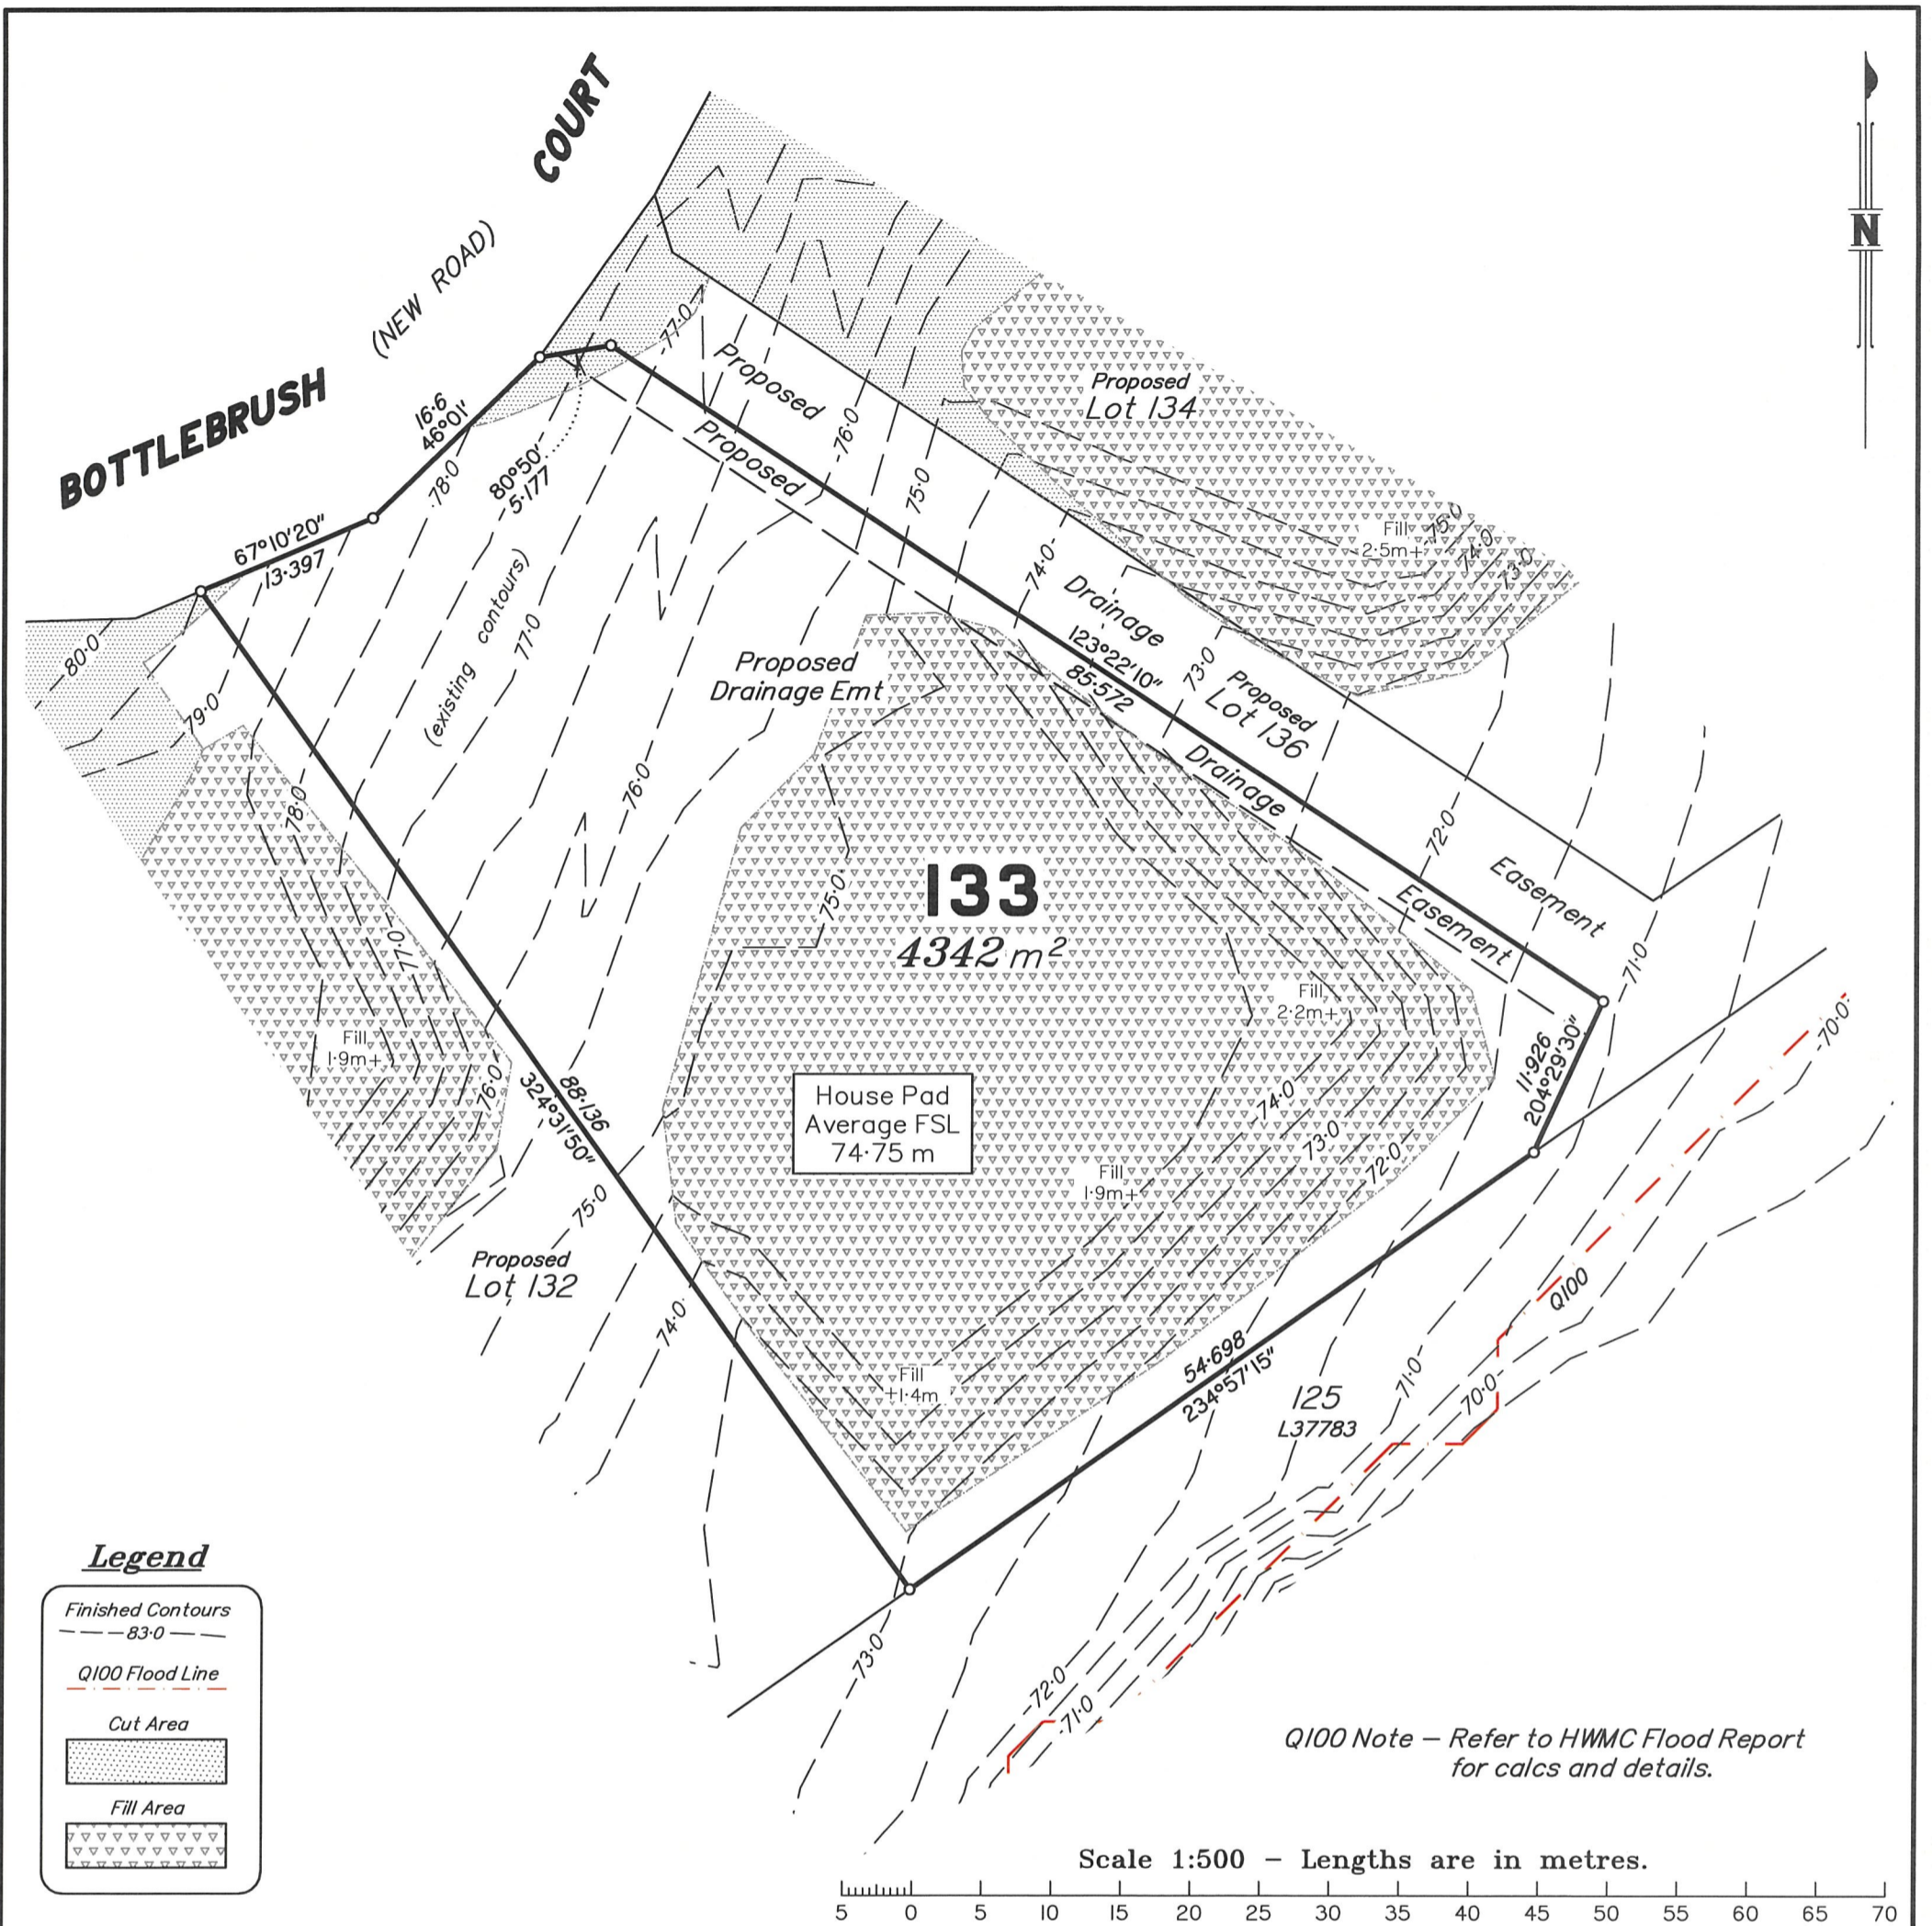 COURT
(NEW ROAD)
BOTTLEBRUSH
N
16·6
46°01'
67°10'20"
13·397
80°50'
5·177
78·0
77·0
Proposed
Proposed
76·0
75·0
Proposed
Lot 134
Fill
2·5m+
75·0
74·0
73·0
74·0
Drainage
123°22'10"
85·572
73·0
Proposed
Lot 136
Drainage
(existing contours)
77·0
Proposed
Drainage Emt
80·0
79·0
78·0
76·0
72·0
Easement
Easement
71·0
133
4342 m²
75·0
77·0
Fill
2·2m+
Fill
1·9m+
76·0
88·136
324°31'50"
House Pad
Average FSL
74·75 m
74·0
73·0
72·0
11·926
204°29'30"
70·0
Fill
1·9m+
75·0
Proposed
Lot 132
74·0
Q100
Fill
+1·4m
54·698
234°57'15"
125
L37783
71·0
70·0
73·0
72·0
71·0
Legend
Finished Contours
83·0
Q100 Flood Line
Cut Area
Fill Area
Q100 Note – Refer to HWMC Flood Report
for calcs and details.
Scale 1:500 – Lengths are in metres.
5 0 5 10 15 20 25 30 35 40 45 50 55 60 65 70